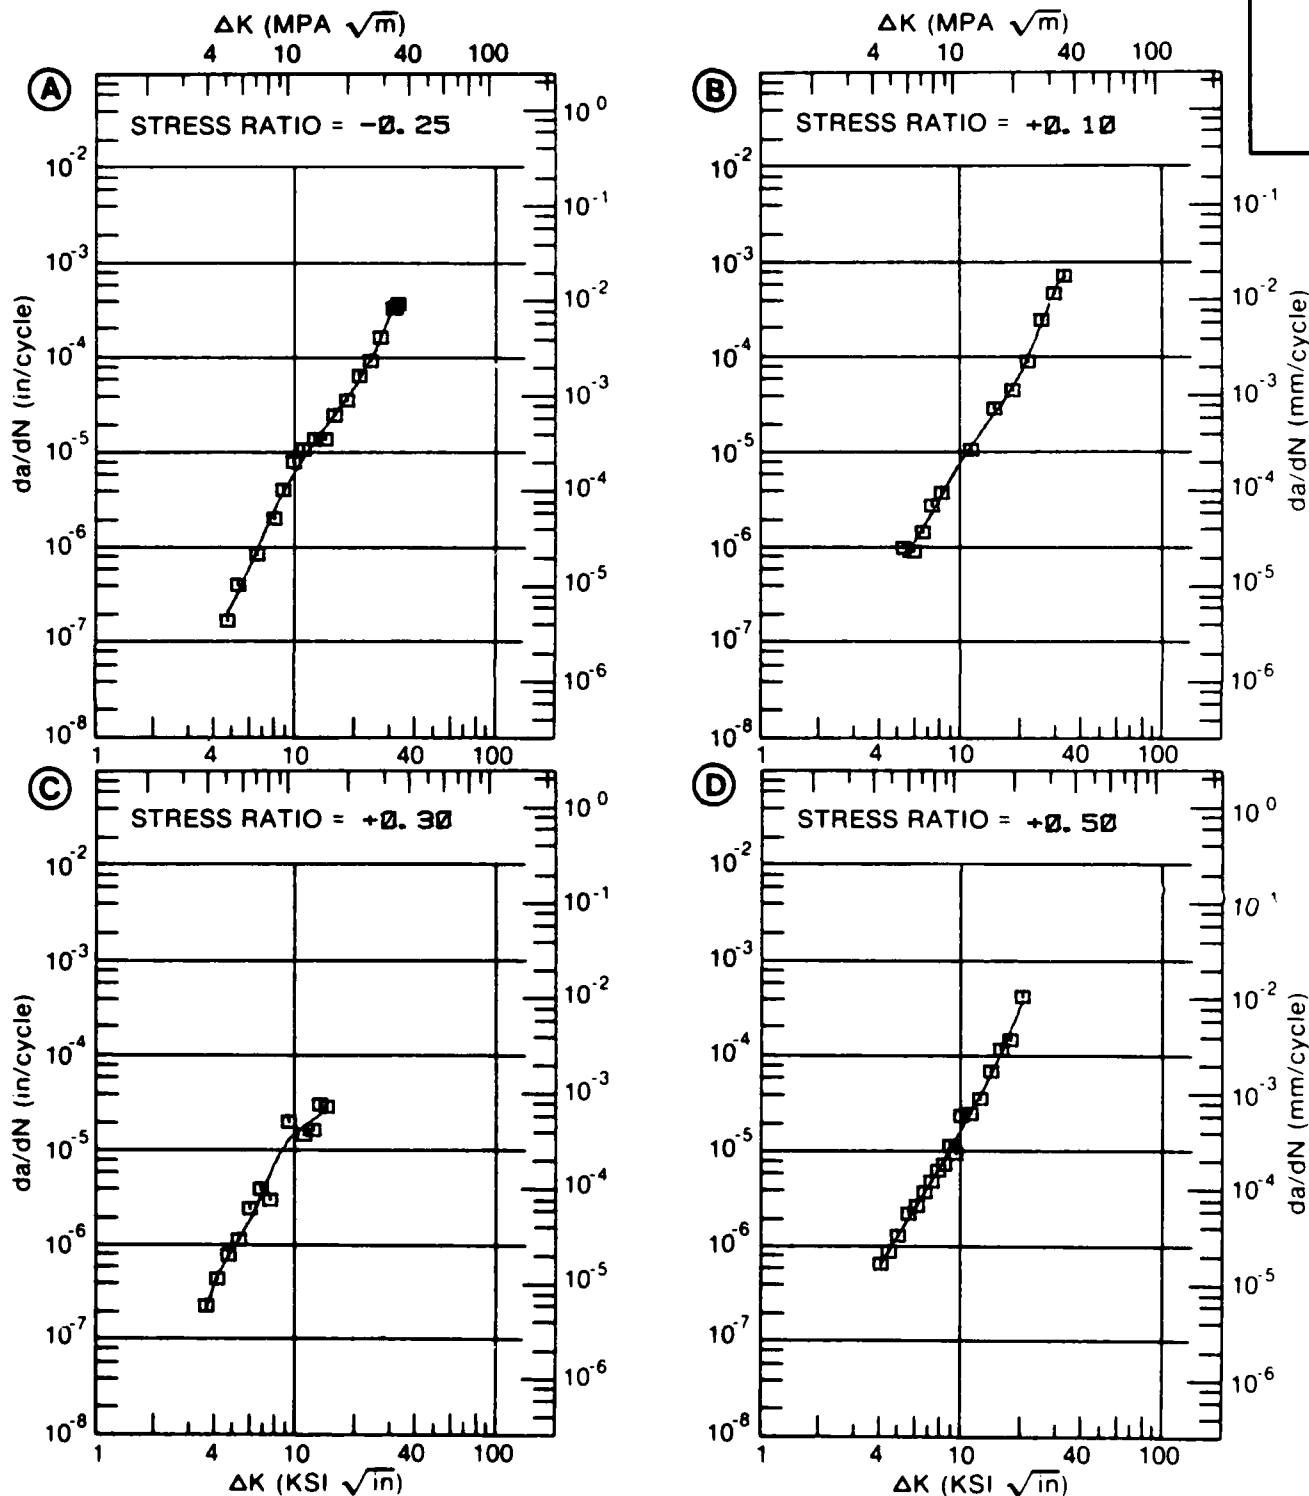 ΔK (MPA √m)
4 10 40 100
ΔK (MPA √m)
4 10 40 100
A
STRESS RATIO = -0.25
10⁻²
10⁻³
10⁻⁴
10⁻⁵
10⁻⁶
10⁻⁷
10⁻⁸
da/dN (in/cycle)
10⁰
10⁻¹
10⁻²
10⁻³
10⁻⁴
10⁻⁵
10⁻⁶
1 4 10 40 100
B
STRESS RATIO = +0.10
10⁻²
10⁻³
10⁻⁴
10⁻⁵
10⁻⁶
10⁻⁷
10⁻⁸
10⁻¹
10⁻²
10⁻³
10⁻⁴
10⁻⁵
10⁻⁶
da/dN (mm/cycle)
1 4 10 40 100
C
STRESS RATIO = +0.30
10⁻²
10⁻³
10⁻⁴
10⁻⁵
10⁻⁶
10⁻⁷
10⁻⁸
da/dN (in/cycle)
10⁰
10⁻¹
10⁻²
10⁻³
10⁻⁴
10⁻⁵
10⁻⁶
1 4 10 40 100
ΔK (KSI √in)
D
STRESS RATIO = +0.50
10⁻²
10⁻³
10⁻⁴
10⁻⁵
10⁻⁶
10⁻⁷
10⁻⁸
10⁰
10⁻¹
10⁻²
10⁻³
10⁻⁴
10⁻⁵
10⁻⁶
da/dN (mm/cycle)
1 4 10 40 100
ΔK (KSI √in)